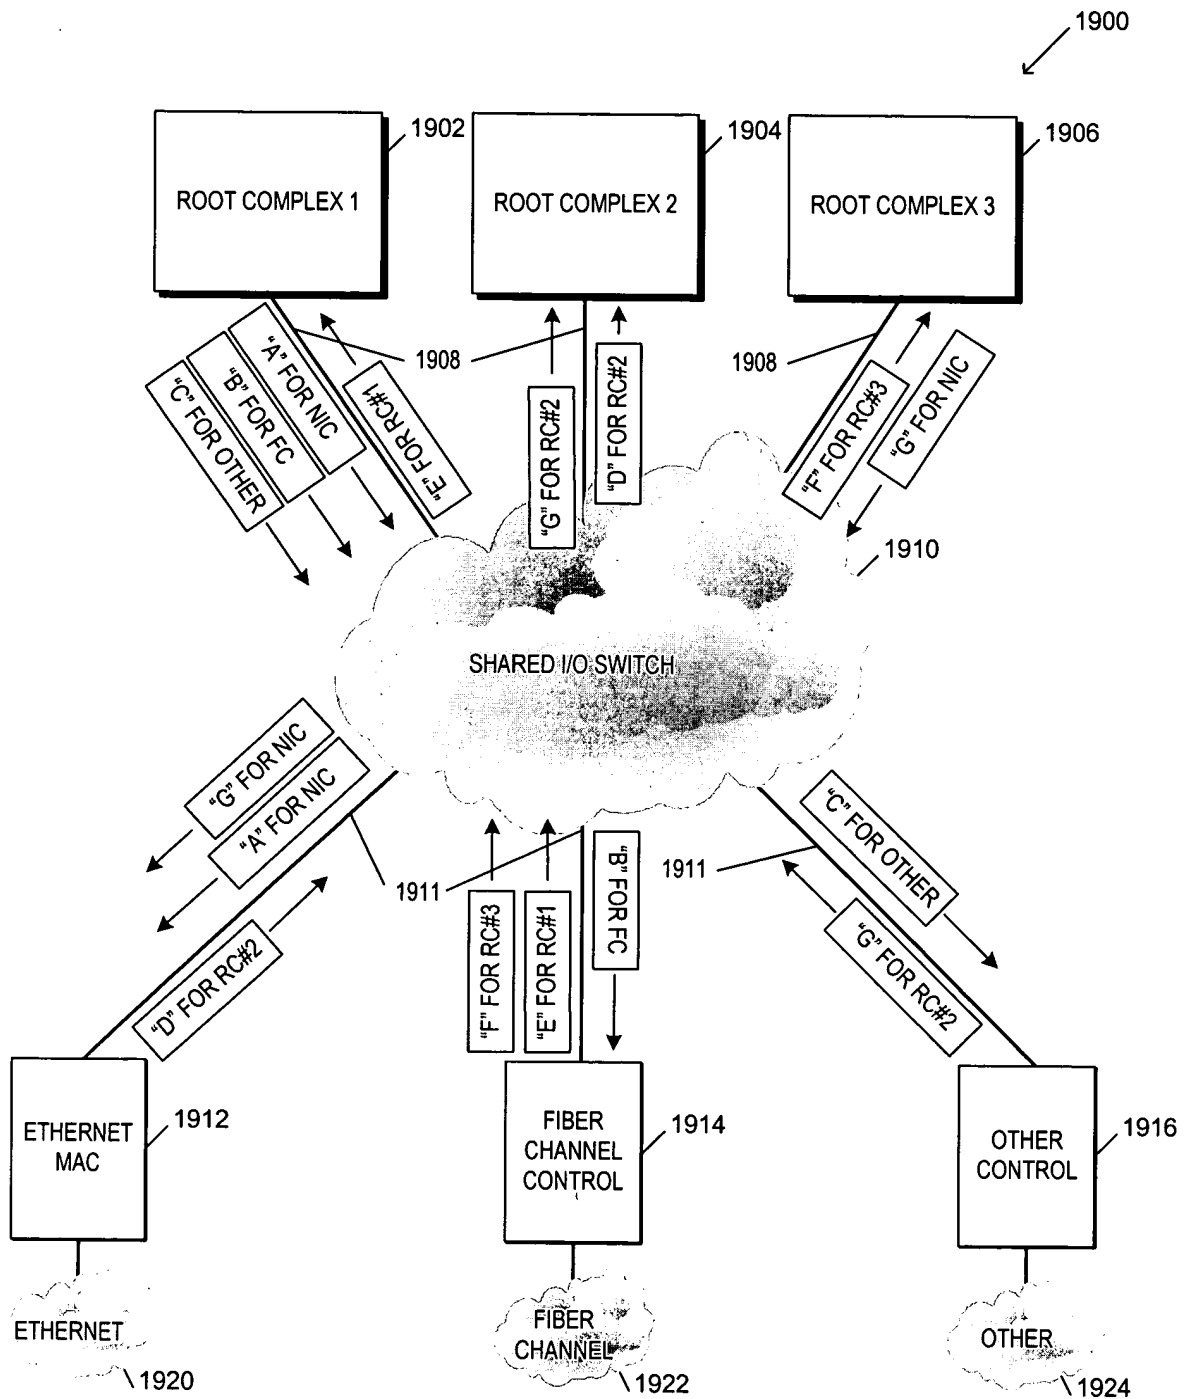 1900
1902
1904
1906
ROOT COMPLEX 1
ROOT COMPLEX 2
ROOT COMPLEX 3
1908
1908
"C" FOR OTHER
"B" FOR FC
"A" FOR NIC
"E" FOR RC#1
"G" FOR RC#2
"D" FOR RC#2
"F" FOR RC#3
"G" FOR NIC
1910
SHARED I/O SWITCH
"G" FOR NIC
"A" FOR NIC
"D" FOR RC#2
1911
"F" FOR RC#3
"E" FOR RC#1
"B" FOR FC
1911
"C" FOR OTHER
"G" FOR RC#2
ETHERNET
MAC
1912
FIBER
CHANNEL
CONTROL
1914
OTHER
CONTROL
1916
ETHERNET
1920
FIBER
CHANNEL
1922
OTHER
1924